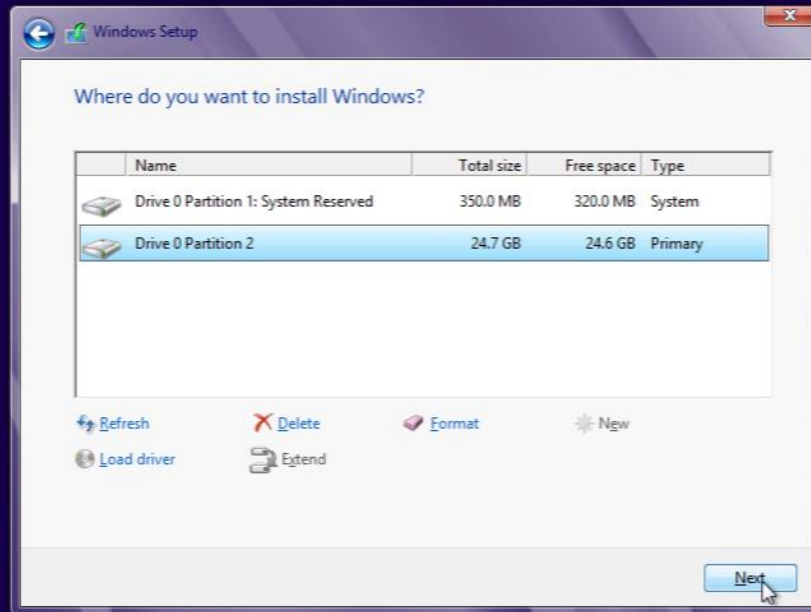 Windows Setup
Where do you want to install Windows?
Name Total size Free space Type
Drive 0 Partition 1: System Reserved 350.0 MB 320.0 MB System
Drive 0 Partition 2 24.7 GB 24.6 GB Primary
Refresh Delete Format New
Load driver Extend
Next